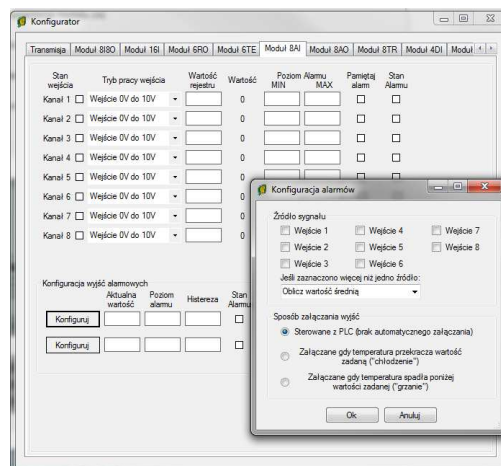 Konfigurator
Transmisja Moduł 8I8O Moduł 16I Moduł 6RO Moduł 6TE Moduł 8AI Moduł 8AO Moduł 8TR Moduł 4DI Moduł
Stan wejścia Tryb pracy wejścia Wartość rejestru Wartość Poziom Alarmu MIN MAX Pamiętaj alarm Stan Alarmu
Kanał 1 Wejście 0V do 10V 0
Kanał 2 Wejście 0V do 10V 0
Kanał 3 Wejście 0V do 10V 0
Kanał 4 Wejście 0V do 10V 0
Kanał 5 Wejście 0V do 10V 0
Kanał 6 Wejście 0V do 10V 0
Kanał 7 Wejście 0V do 10V 0
Kanał 8 Wejście 0V do 10V 0
Konfiguracja wyjść alarmowych
Aktualna wartość Poziom alarmu Histereza Stan Alarmu
Konfiguruj
Konfiguruj
Konfiguracja alarmów
Źródło sygnału
Wejście 1 Wejście 4 Wejście 7
Wejście 2 Wejście 5 Wejście 8
Wejście 3 Wejście 6
Jeśli zaznaczono więcej niż jedno źródło:
Oblicz wartość średnią
Sposób załączania wyjść
Sterowane z PLC (brak automatycznego załączania)
Załączane gdy temperatura przekracza wartość
zadaną ("chłodzenie")
Załączane gdy temperatura spadła poniżej
wartości zadanej ("grzanie")
Ok Anuluj